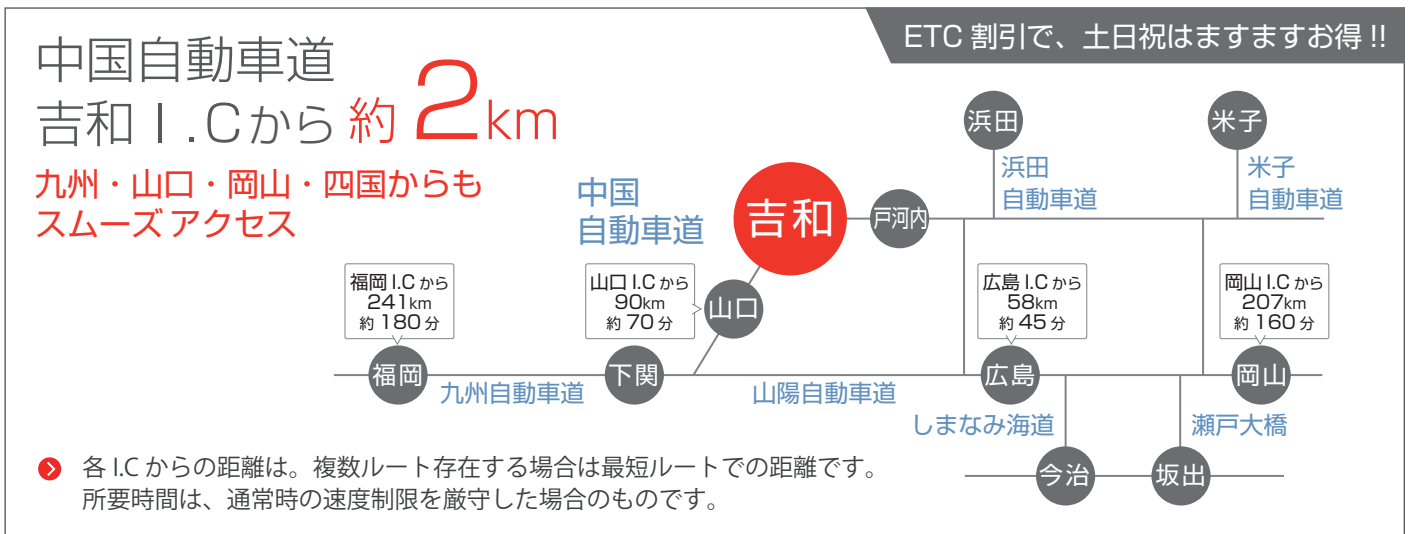 ETC 割引で、土日祝はますますお得 !!
中国自動車道
吉和 I .Cから 約 2km
九州・山口・岡山・四国からも
スムーズアクセス
中国
自動車道
吉和
戸河内
浜田
浜田
自動車道
米子
米子
自動車道
福岡 I.C から
241km
約 180 分
山口 I.C から
90km
約 70 分
山口
広島 I.C から
58km
約 45 分
岡山 I.C から
207km
約 160 分
福岡
九州自動車道
下関
山陽自動車道
広島
岡山
しまなみ海道
瀬戸大橋
今治
坂出
各 I.C からの距離は。複数ルート存在する場合は最短ルートでの距離です。
所要時間は、通常時の速度制限を厳守した場合のものです。